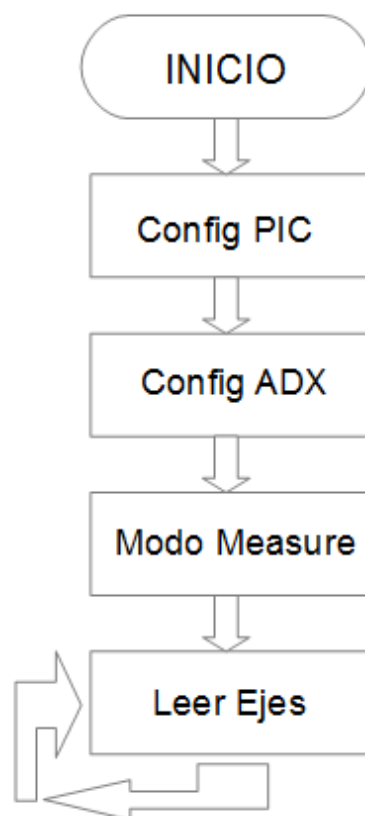 INICIO
Config PIC
Config ADX
Modo Measure
Leer Ejes